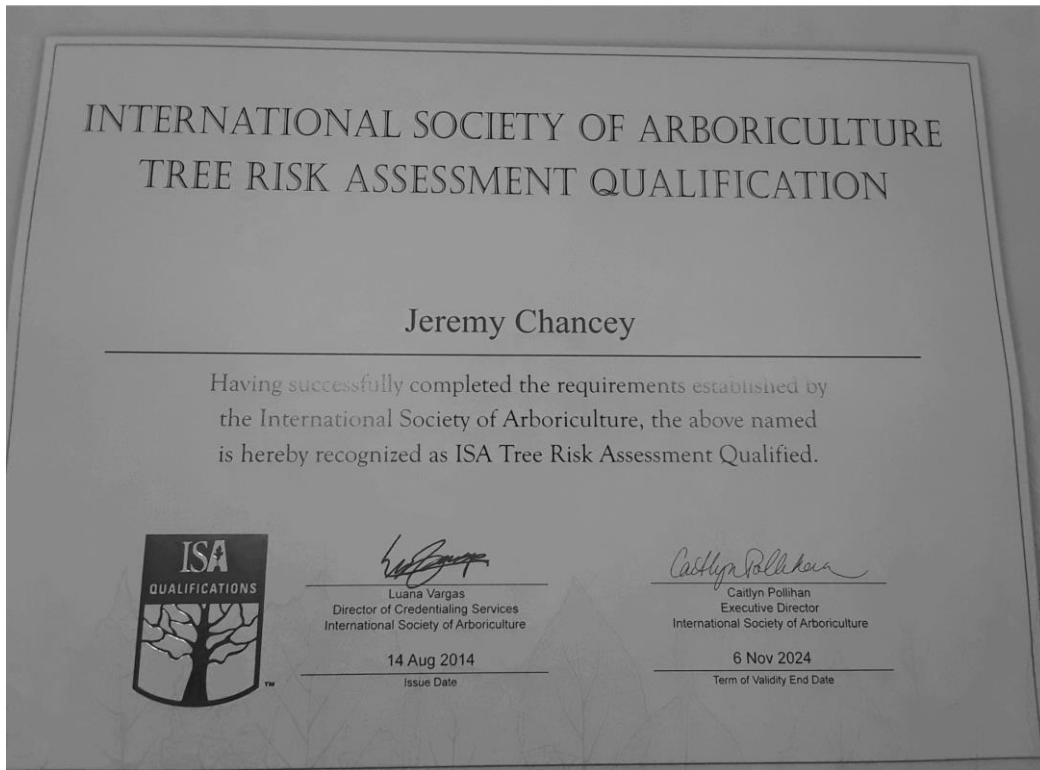 INTERNATIONAL SOCIETY OF ARBORICULTURE
TREE RISK ASSESSMENT QUALIFICATION
Jeremy Chancey
Having successfully completed the requirements established by
the International Society of Arboriculture, the above named
is hereby recognized as ISA Tree Risk Assessment Qualified.
ISA
QUALIFICATIONS
™
Luana Vargas
Director of Credentialing Services
International Society of Arboriculture
14 Aug 2014
Issue Date
Caitlyn Pollihan
Caitlyn Pollihan
Executive Director
International Society of Arboriculture
6 Nov 2024
Term of Validity End Date